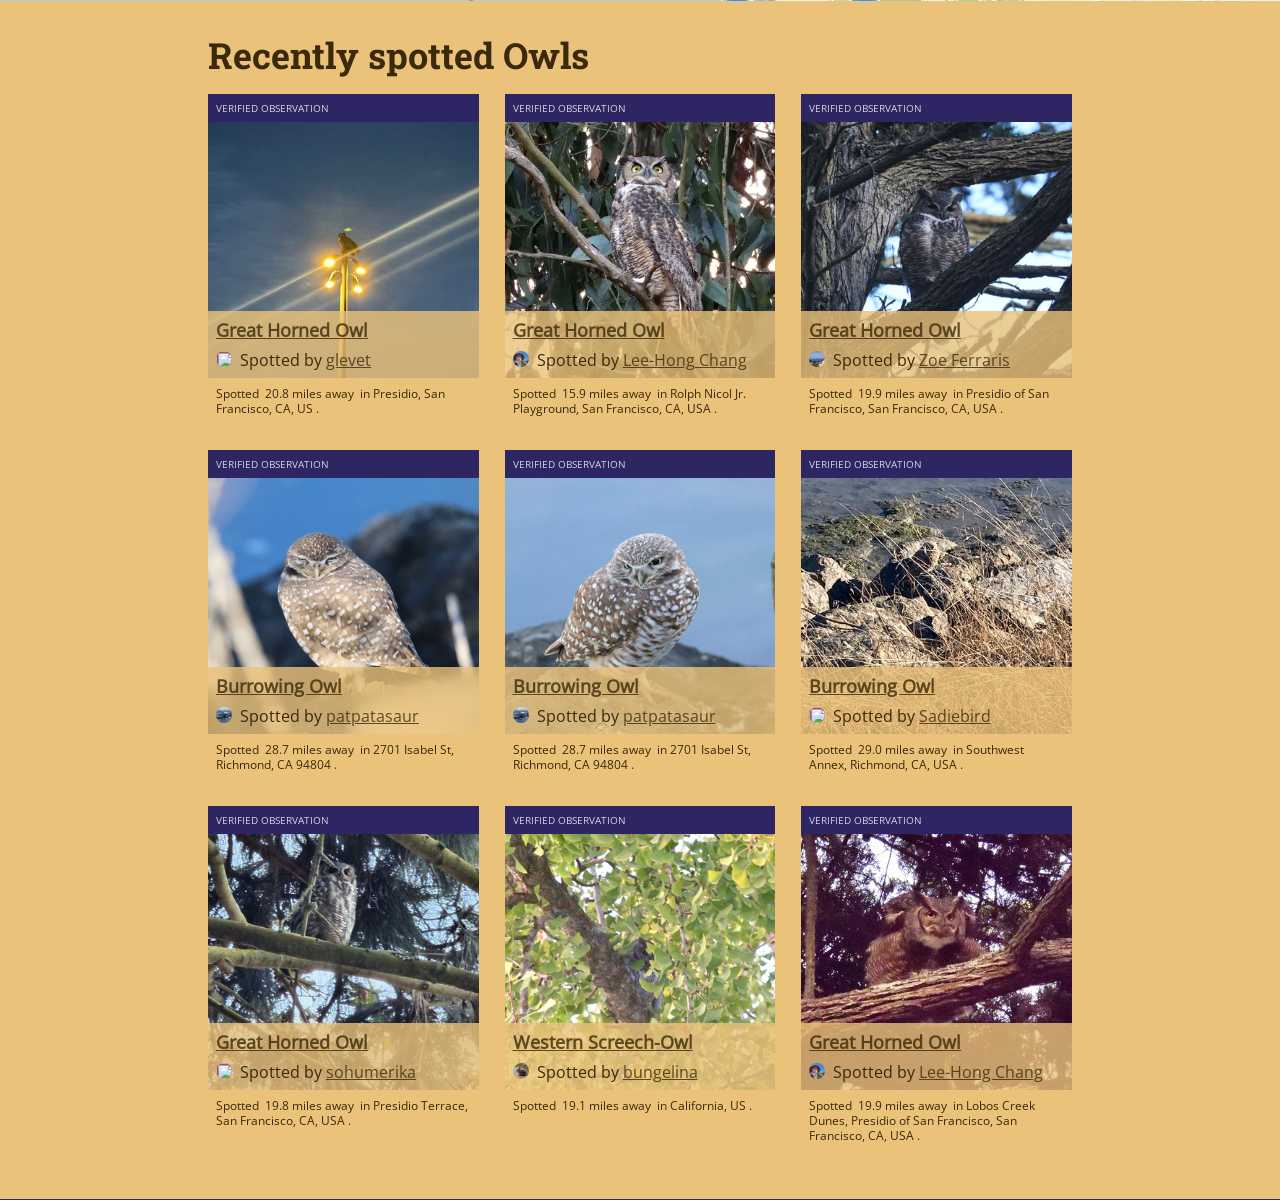 Recently spotted Owls
VERIFIED OBSERVATION
Great Horned Owl
Spotted by glevet
Spotted 20.8 miles away in Presidio, San
Francisco, CA, US .
VERIFIED OBSERVATION
Great Horned Owl
Spotted by Lee-Hong Chang
Spotted 15.9 miles away in Rolph Nicol Jr.
Playground, San Francisco, CA, USA .
VERIFIED OBSERVATION
Great Horned Owl
Spotted by Zoe Ferraris
Spotted 19.9 miles away in Presidio of San
Francisco, San Francisco, CA, USA .
VERIFIED OBSERVATION
Burrowing Owl
Spotted by patpatasaur
Spotted 28.7 miles away in 2701 Isabel St,
Richmond, CA 94804 .
VERIFIED OBSERVATION
Burrowing Owl
Spotted by patpatasaur
Spotted 28.7 miles away in 2701 Isabel St,
Richmond, CA 94804 .
VERIFIED OBSERVATION
Burrowing Owl
Spotted by Sadiebird
Spotted 29.0 miles away in Southwest
Annex, Richmond, CA, USA .
VERIFIED OBSERVATION
Great Horned Owl
Spotted by sohumerika
Spotted 19.8 miles away in Presidio Terrace,
San Francisco, CA, USA .
VERIFIED OBSERVATION
Western Screech-Owl
Spotted by bungelina
Spotted 19.1 miles away in California, US .
VERIFIED OBSERVATION
Great Horned Owl
Spotted by Lee-Hong Chang
Spotted 19.9 miles away in Lobos Creek
Dunes, Presidio of San Francisco, San
Francisco, CA, USA .